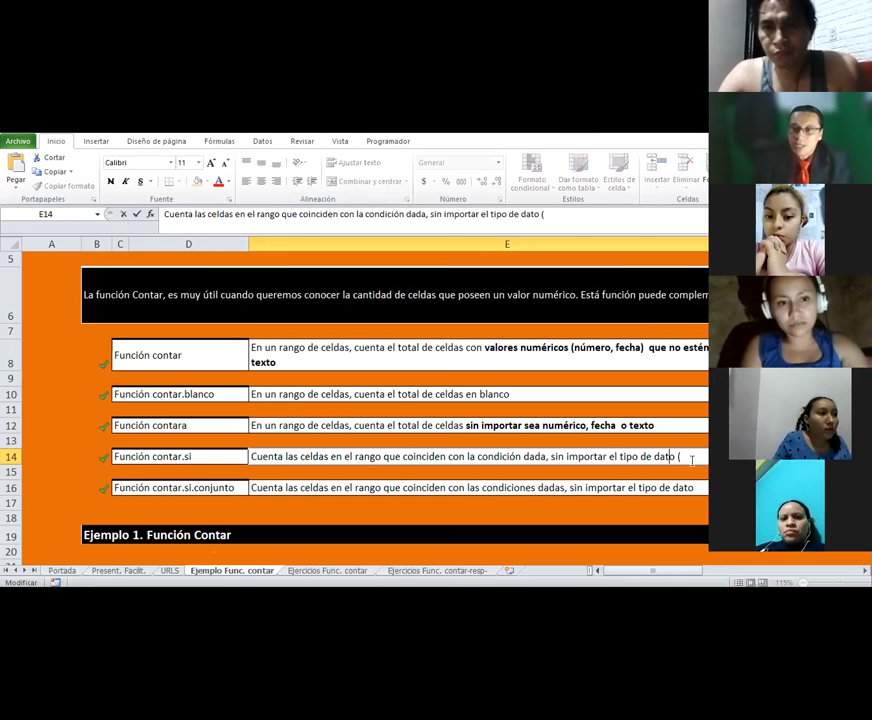 Archivo Inicio Insertar Diseño de página Fórmulas Datos Revisar Vista Programador
Cortar
Copiar
Copiar formato
Pegar
Calibri 11
N K S
Ajustar texto
Combinar y centrar
General
Formato condicional
Dar formato como tabla
Estilos de celda
Insertar Eliminar
Portapapeles Fuente Alineación Número Estilos Celdas
E14 Cuenta las celdas en el rango que coinciden con la condición dada, sin importar el tipo de dato (
A B C D E
5
6 La función Contar, es muy útil cuando queremos conocer la cantidad de celdas que poseen un valor numérico. Está función puede complem
7
8 Función contar En un rango de celdas, cuenta el total de celdas con valores numéricos (número, fecha) que no estén
texto
9
10 Función contar.blanco En un rango de celdas, cuenta el total de celdas en blanco
11
12 Función contara En un rango de celdas, cuenta el total de celdas sin importar sea numérico, fecha o texto
13
14 Función contar.si Cuenta las celdas en el rango que coinciden con la condición dada, sin importar el tipo de dato (
15
16 Función contar.si.conjunto Cuenta las celdas en el rango que coinciden con las condiciones dadas, sin importar el tipo de dato
17
18
19 Ejemplo 1. Función Contar
20
Portada Present. Facilit. URLS Ejemplo Func. contar Ejercicios Func. contar Ejercicios Func. contar-resp-
Modificar 115%